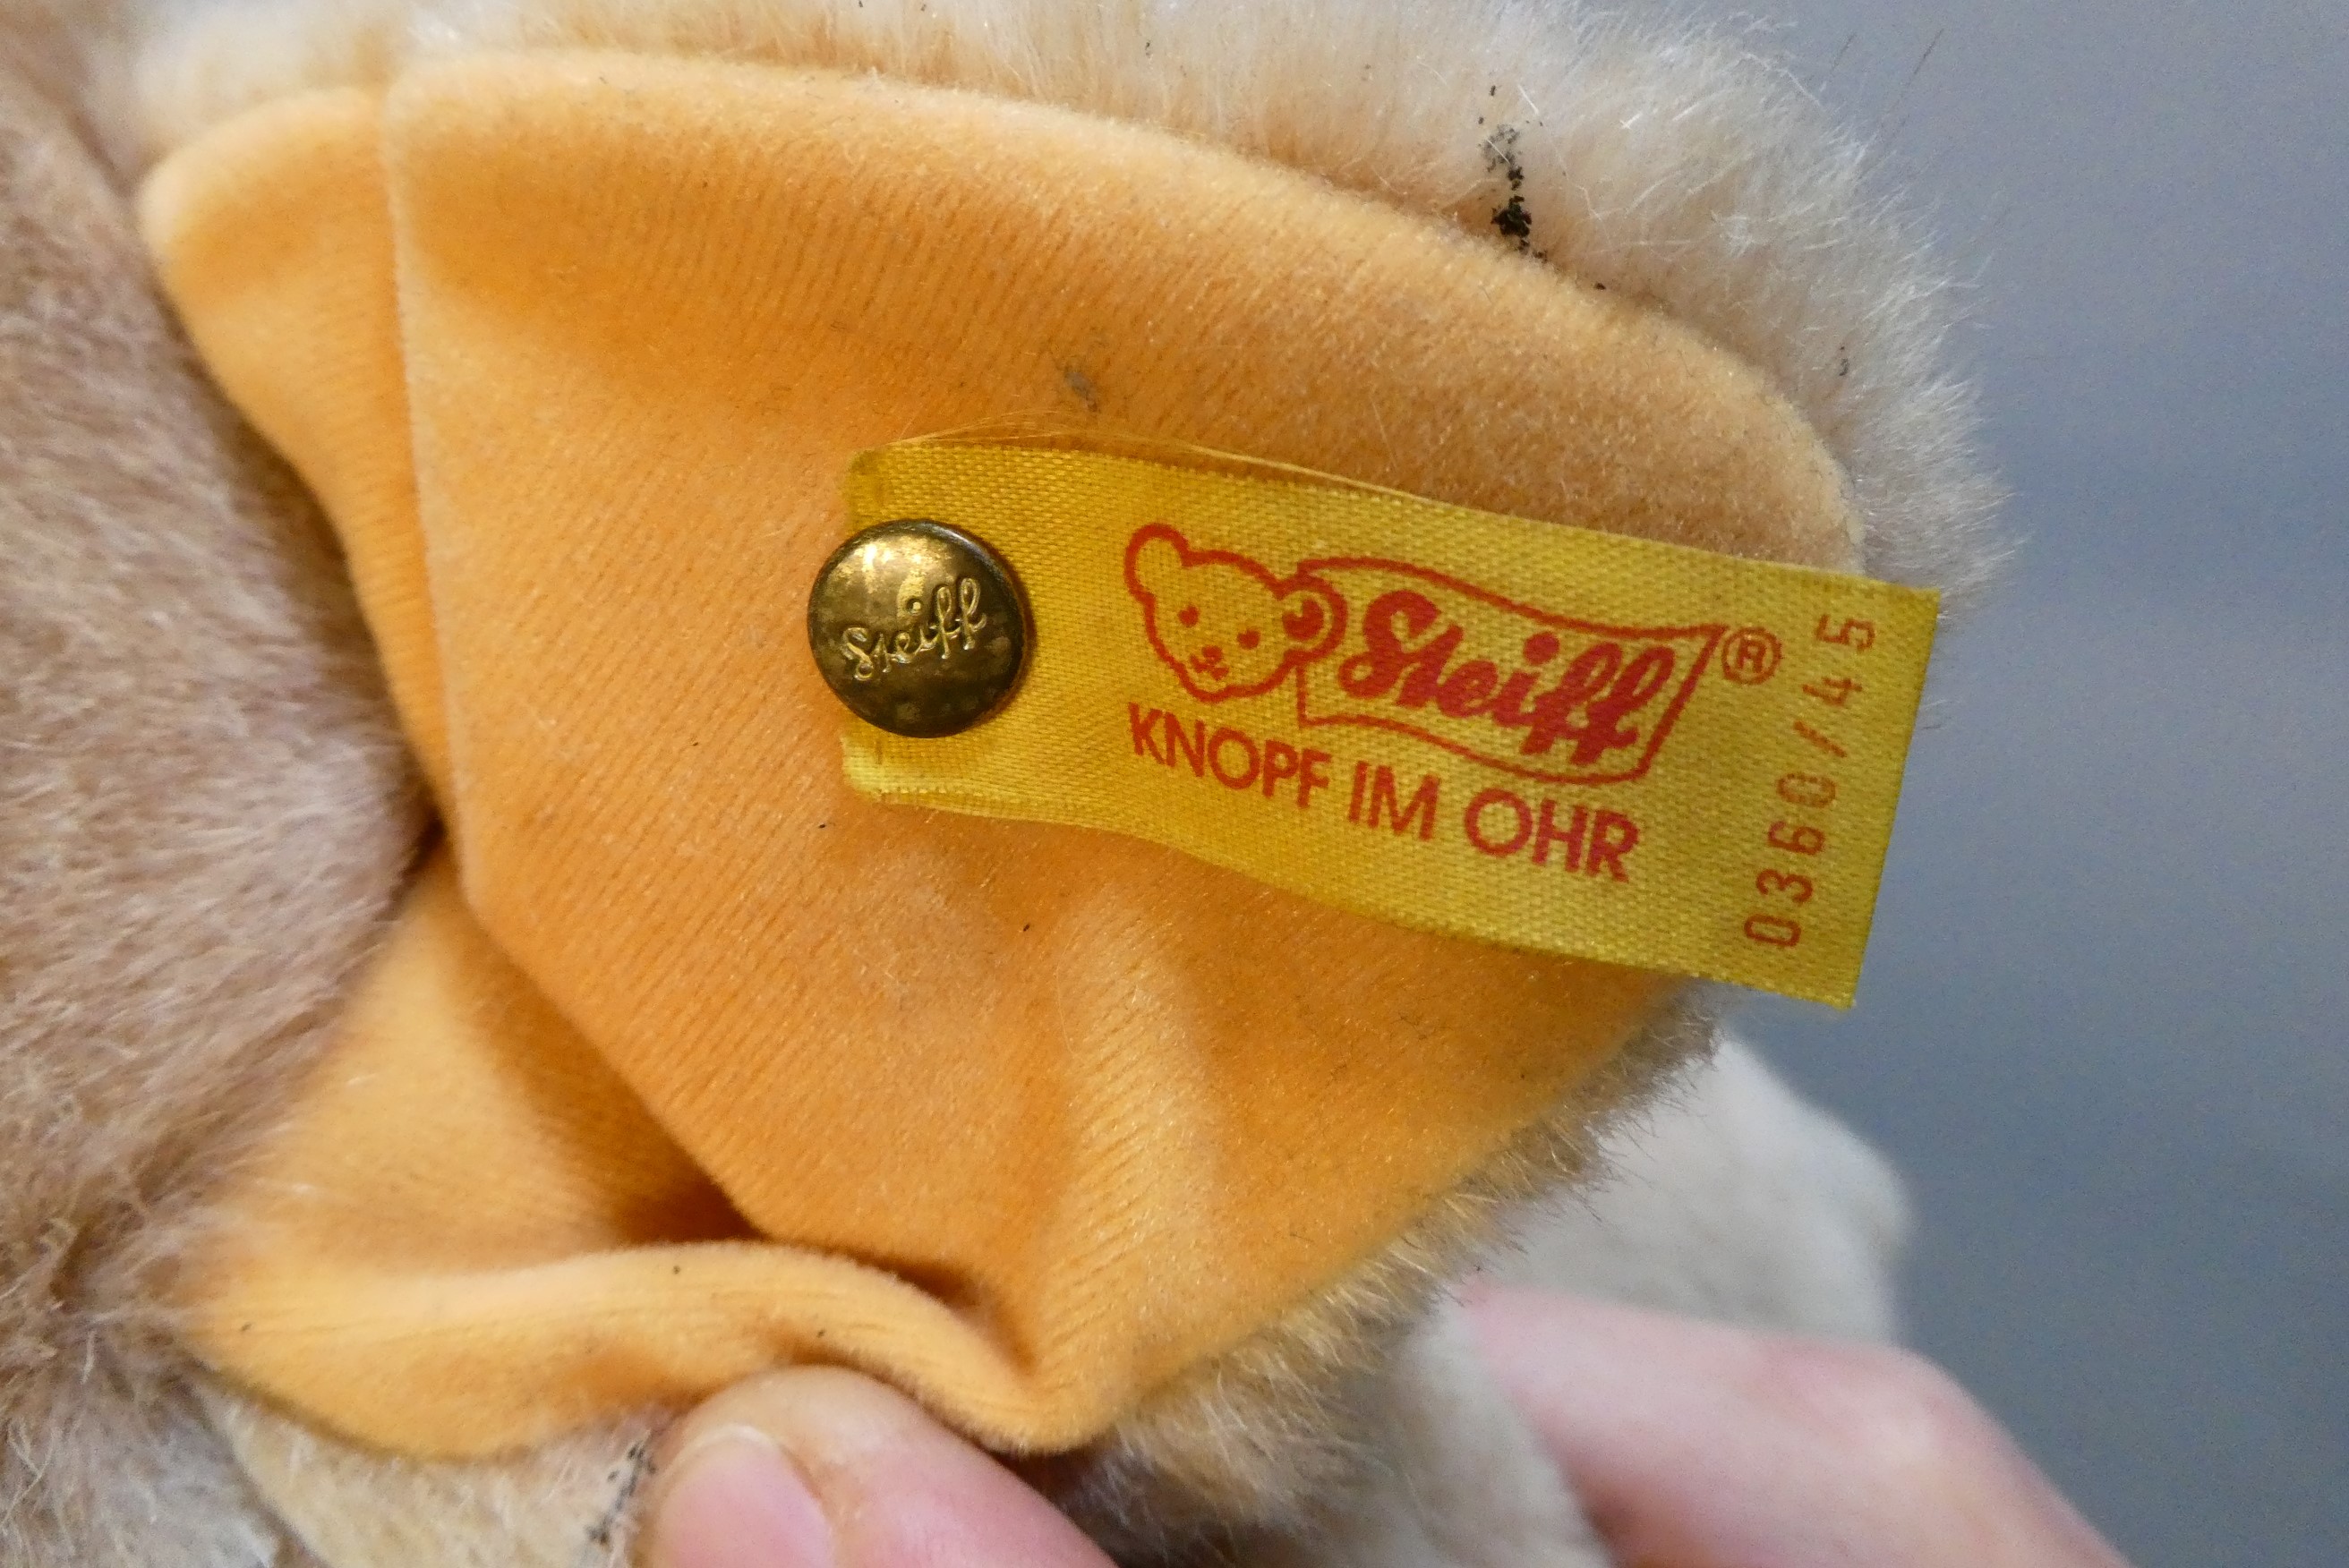 Steiff
Steiff ®
KNOPF IM OHR
0360/45